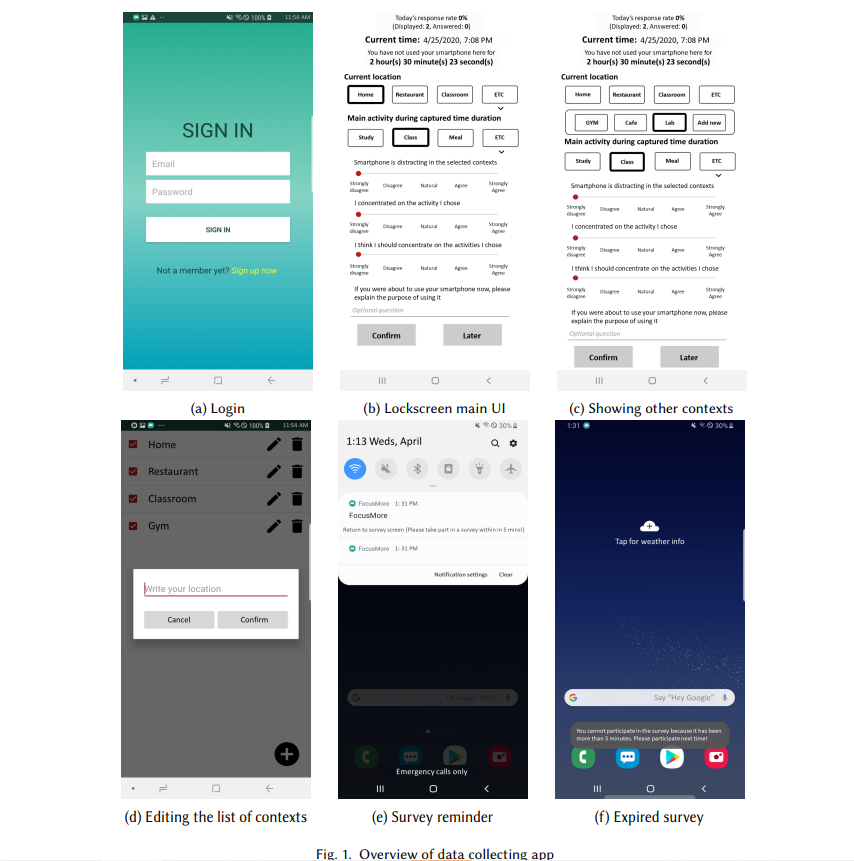 100% 11:54 AM
SIGN IN
Email
Password
SIGN IN
Not a member yet? Sign up now
(a) Login
Today's response rate 0%
(Displayed: 2, Answered: 0)
Current time: 4/25/2020, 7:08 PM
You have not used your smartphone here for
2 hour(s) 30 minute(s) 23 second(s)
Current location
Home Restaurant Classroom ETC
Main activity during captured time duration
Study Class Meal ETC
Smartphone is distracting in the selected contexts
Strongly disagree Disagree Natural Agree Strongly Agree
I concentrated on the activity I chose
Strongly disagree Disagree Natural Agree Strongly Agree
I think I should concentrate on the activities I chose
Strongly disagree Disagree Natural Agree Strongly Agree
If you were about to use your smartphone now, please
explain the purpose of using it
Optional question
Confirm Later
(b) Lockscreen main UI
Today's response rate 0%
(Displayed: 2, Answered: 0)
Current time: 4/25/2020, 7:08 PM
You have not used your smartphone here for
2 hour(s) 30 minute(s) 23 second(s)
Current location
Home Restaurant Classroom ETC
GYM Cafe Lab Add new
Main activity during captured time duration
Study Class Meal ETC
Smartphone is distracting in the selected contexts
Strongly disagree Disagree Natural Agree Strongly Agree
I concentrated on the activity I chose
Strongly disagree Disagree Natural Agree Strongly Agree
I think I should concentrate on the activities I chose
Strongly disagree Disagree Natural Agree Strongly Agree
If you were about to use your smartphone now, please
explain the purpose of using it
Optional question
Confirm Later
(c) Showing other contexts
100% 11:54 AM
Home
Restaurant
Classroom
Gym
Write your location
Cancel Confirm
(d) Editing the list of contexts
30%
1:13 Weds, April
FocusMore 1: 31 PM
FocusMore
Return to survey screen (Please take part in a survey within in 5 mins!)
FocusMore 1: 31 PM
Notification settings Clear
Emergency calls only
(e) Survey reminder
1:31 30%
Tap for weather info
Say "Hey Google"
You cannot participate in the survey because it has been
more than 5 minutes. Please participate next time!
(f) Expired survey
Fig. 1. Overview of data collecting app